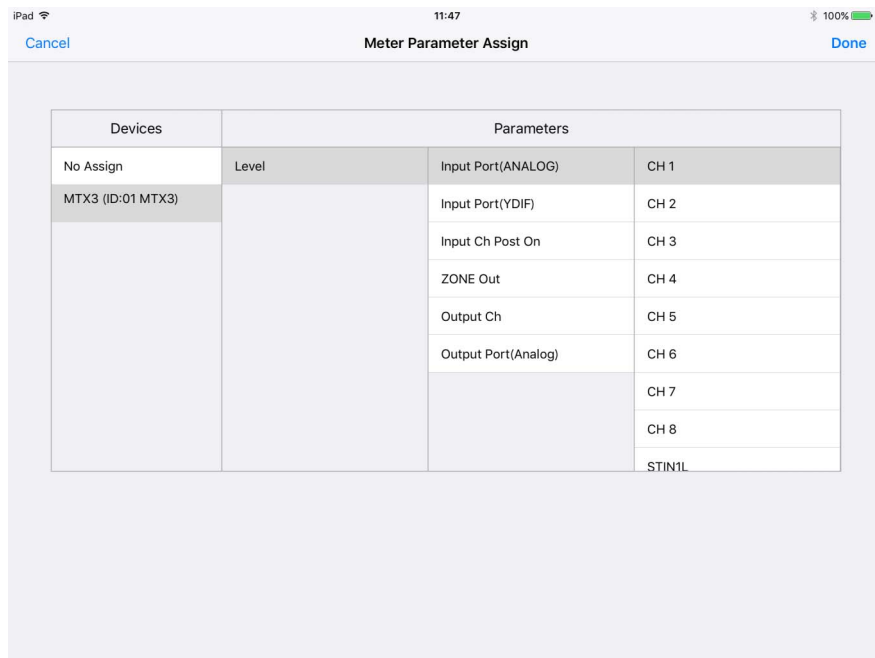 iPad 11:47 100%
Cancel Meter Parameter Assign Done
Devices Parameters
No Assign Level Input Port(ANALOG) CH 1
MTX3 (ID:01 MTX3) Input Port(YDIF) CH 2
Input Ch Post On CH 3
ZONE Out CH 4
Output Ch CH 5
Output Port(Analog) CH 6
CH 7
CH 8
STIN1L